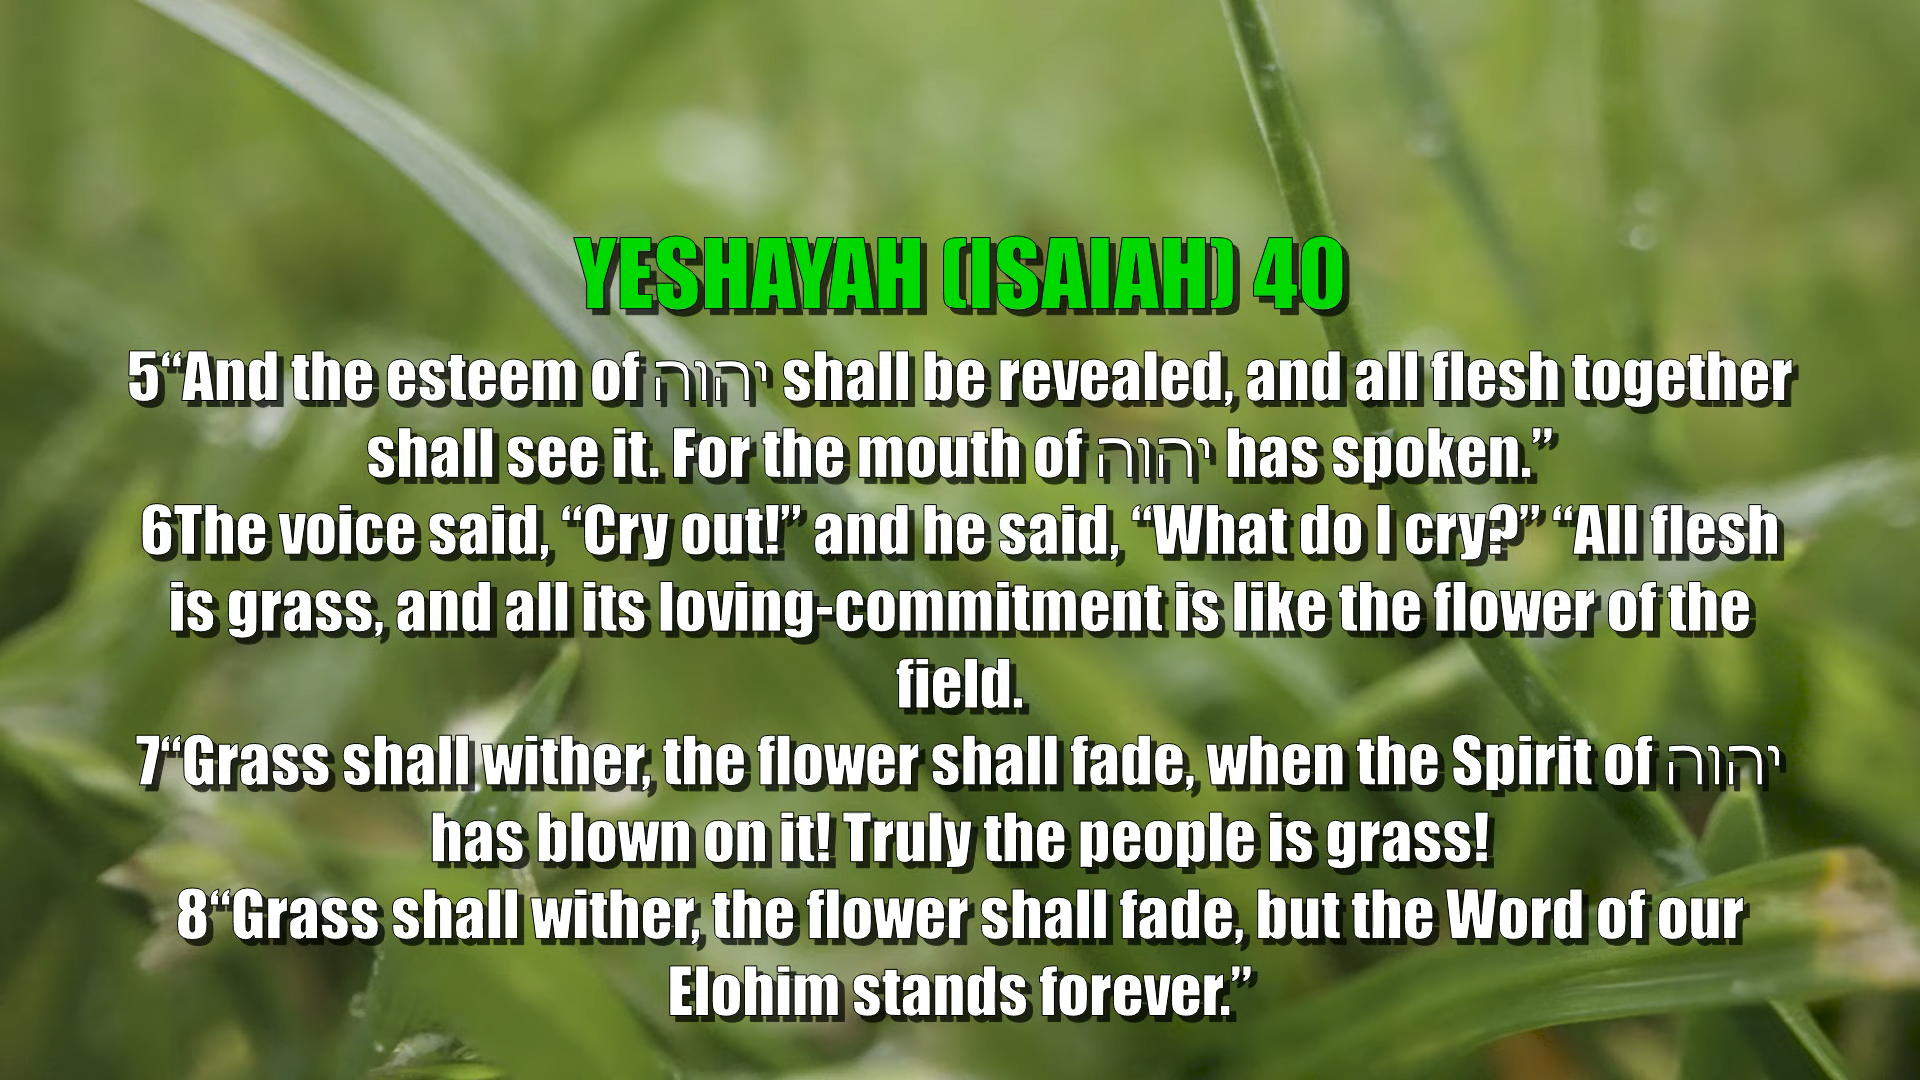 YESHAYAH (ISAIAH) 40
5“And the esteem of יהוה shall be revealed, and all flesh together
shall see it. For the mouth of יהוה has spoken.”
6The voice said, “Cry out!” and he said, “What do I cry?” “All flesh
is grass, and all its loving-commitment is like the flower of the
field.
7“Grass shall wither, the flower shall fade, when the Spirit of יהוה
has blown on it! Truly the people is grass!
8“Grass shall wither, the flower shall fade, but the Word of our
Elohim stands forever.”